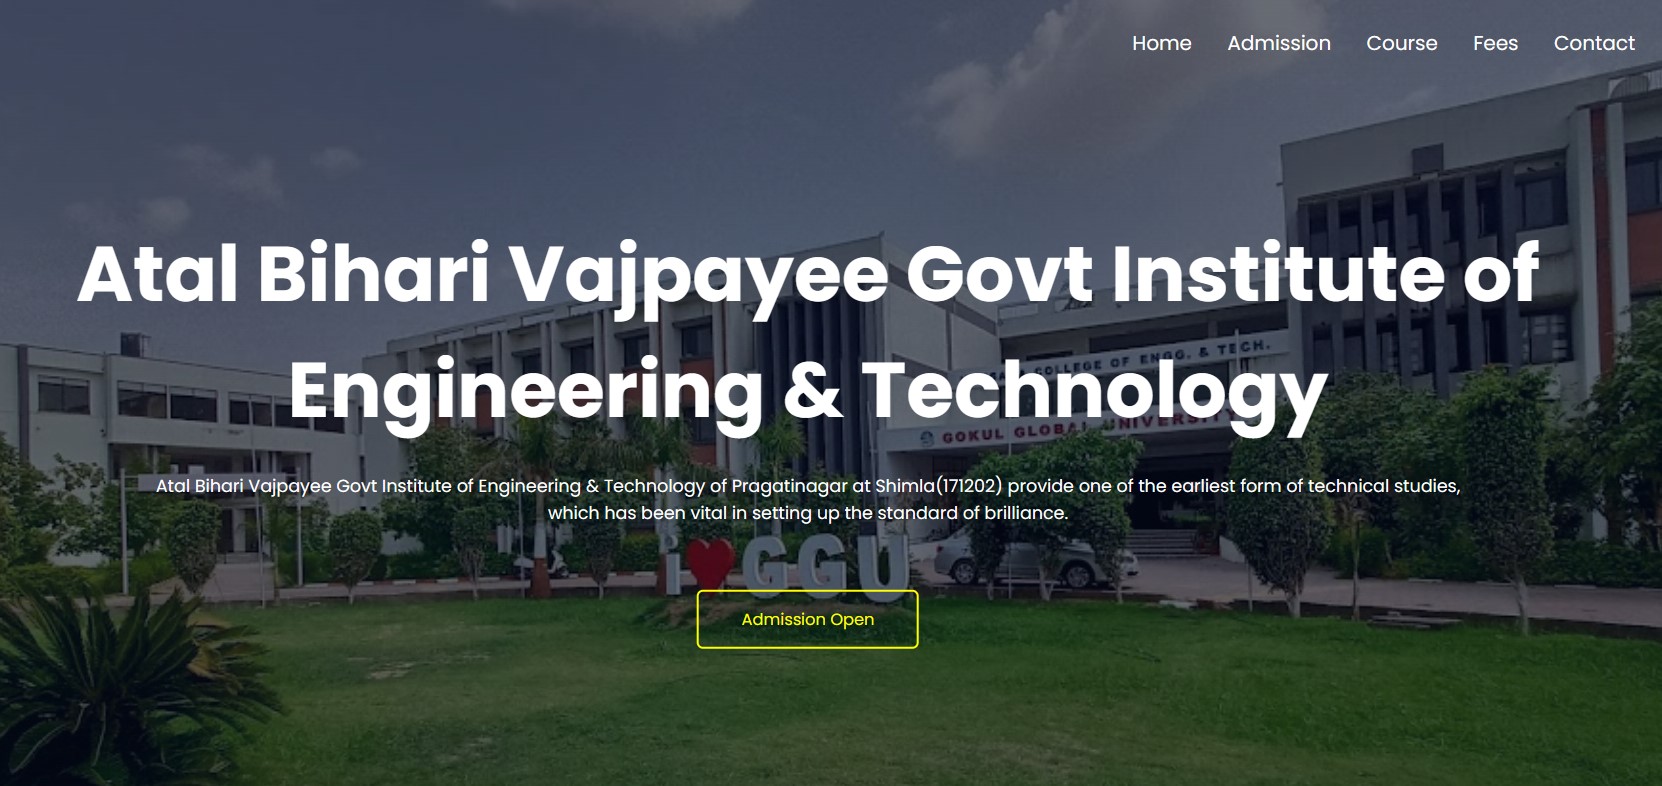 Home Admission Course Fees Contact
Atal Bihari Vajpayee Govt Institute of
Engineering & Technology
COLLEGE OF ENGG. & TECH.
GOKUL GLOBAL UNIVERSITY
Atal Bihari Vajpayee Govt Institute of Engineering & Technology of Pragatinagar at Shimla(171202) provide one of the earliest form of technical studies,
which has been vital in setting up the standard of brilliance.
i❤GGU
Admission Open